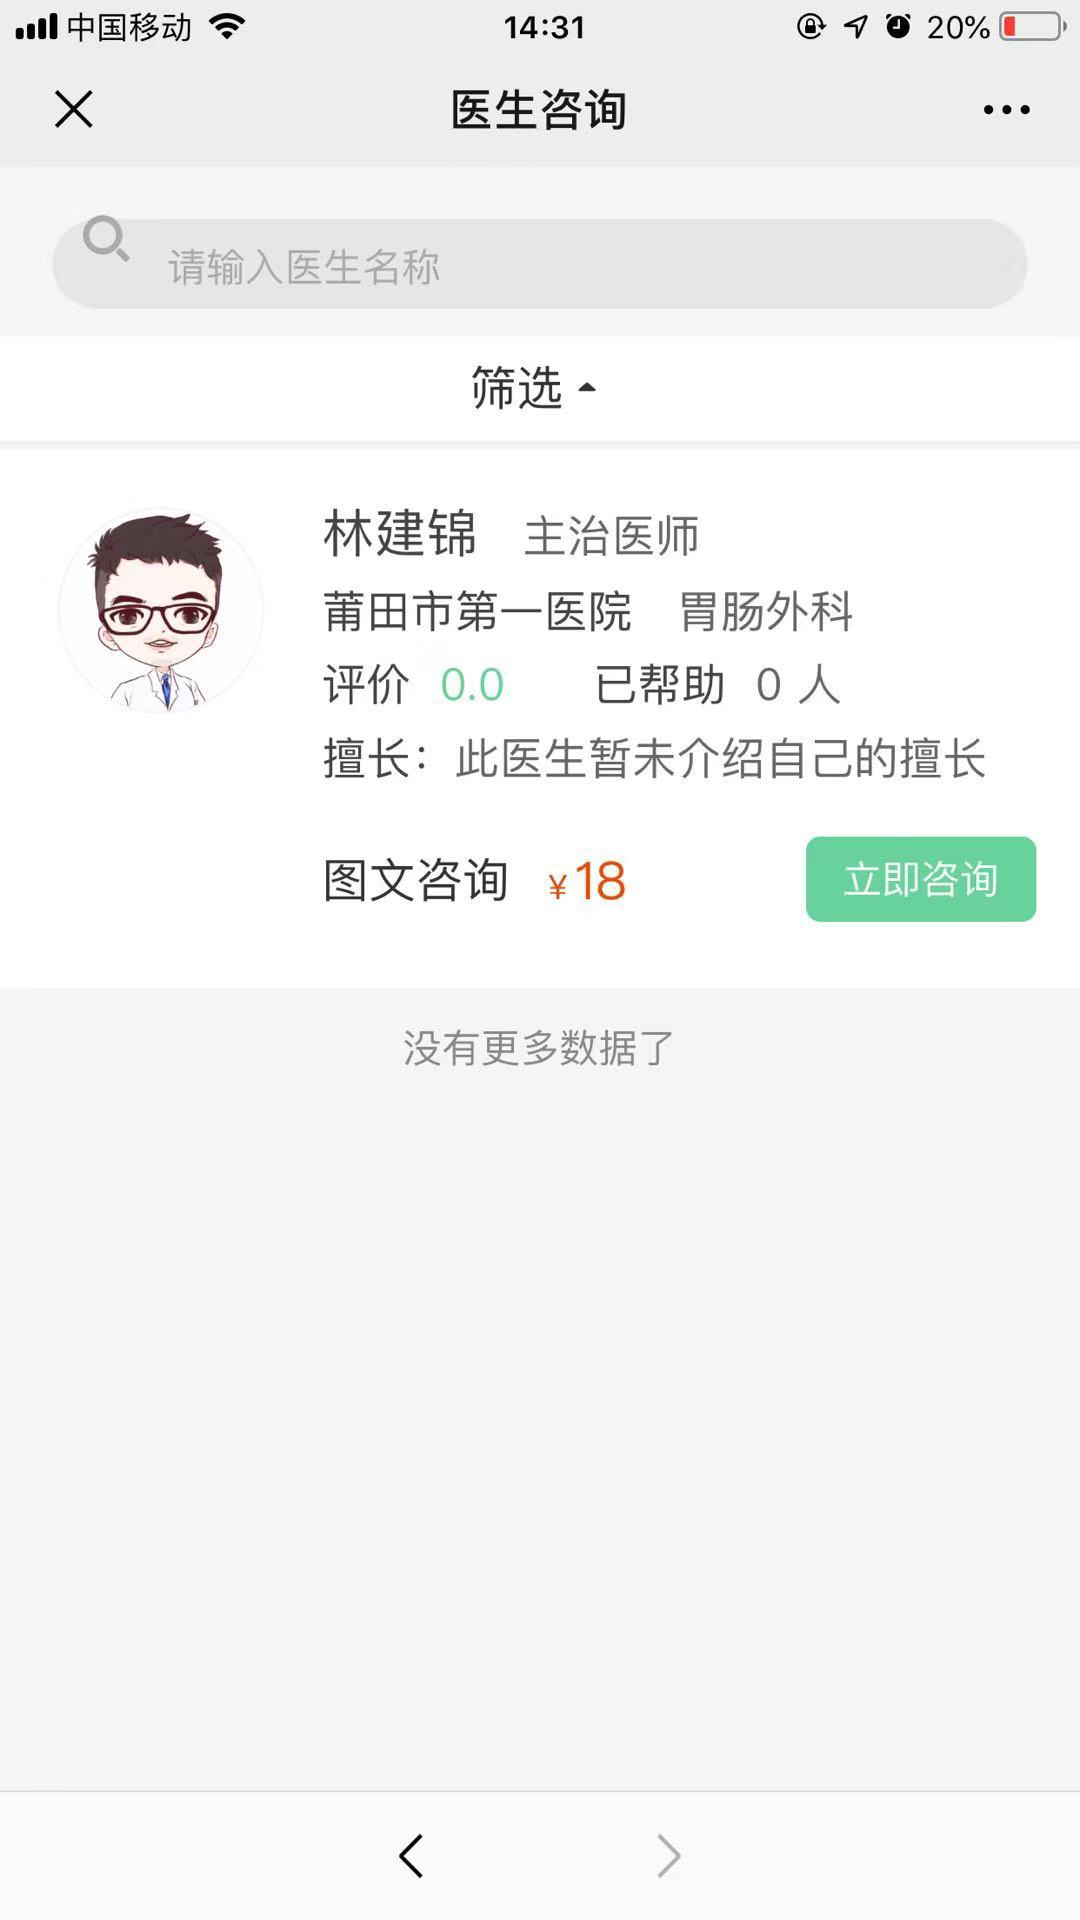 中国移动 14:31 20%
医生咨询
请输入医生名称
筛选
林建锦 主治医师
莆田市第一医院 胃肠外科
评价 0.0 已帮助 0 人
擅长：此医生暂未介绍自己的擅长
图文咨询 ¥18 立即咨询
没有更多数据了